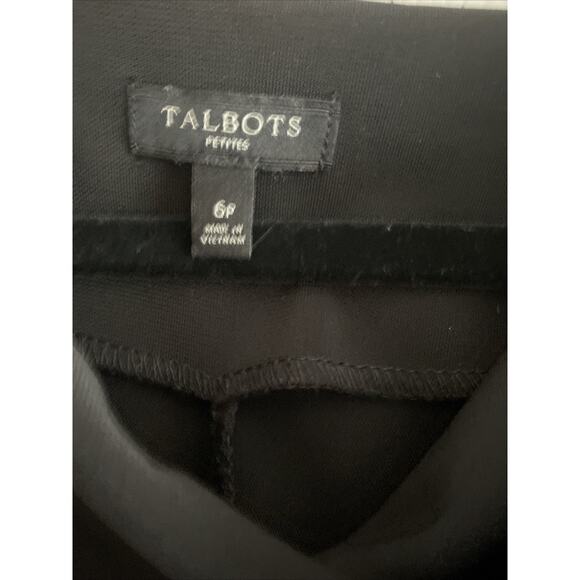 TALBOTS
PETITES
6P
MADE IN
VIETNAM